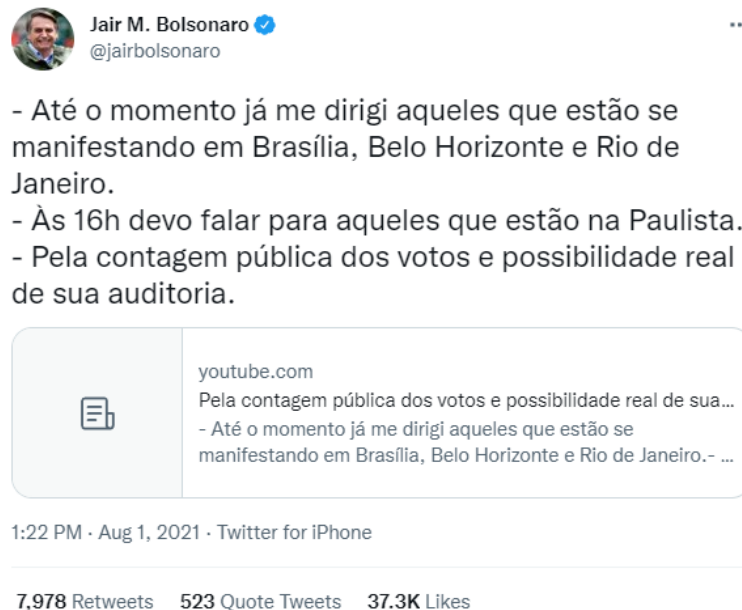 Jair M. Bolsonaro
@jairbolsonaro
- Até o momento já me dirigi aqueles que estão se
manifestando em Brasília, Belo Horizonte e Rio de
Janeiro.
- Às 16h devo falar para aqueles que estão na Paulista.
- Pela contagem pública dos votos e possibilidade real
de sua auditoria.
youtube.com
Pela contagem pública dos votos e possibilidade real de sua...
- Até o momento já me dirigi aqueles que estão se
manifestando em Brasília, Belo Horizonte e Rio de Janeiro.- ...
1:22 PM · Aug 1, 2021 · Twitter for iPhone
7,978 Retweets 523 Quote Tweets 37.3K Likes